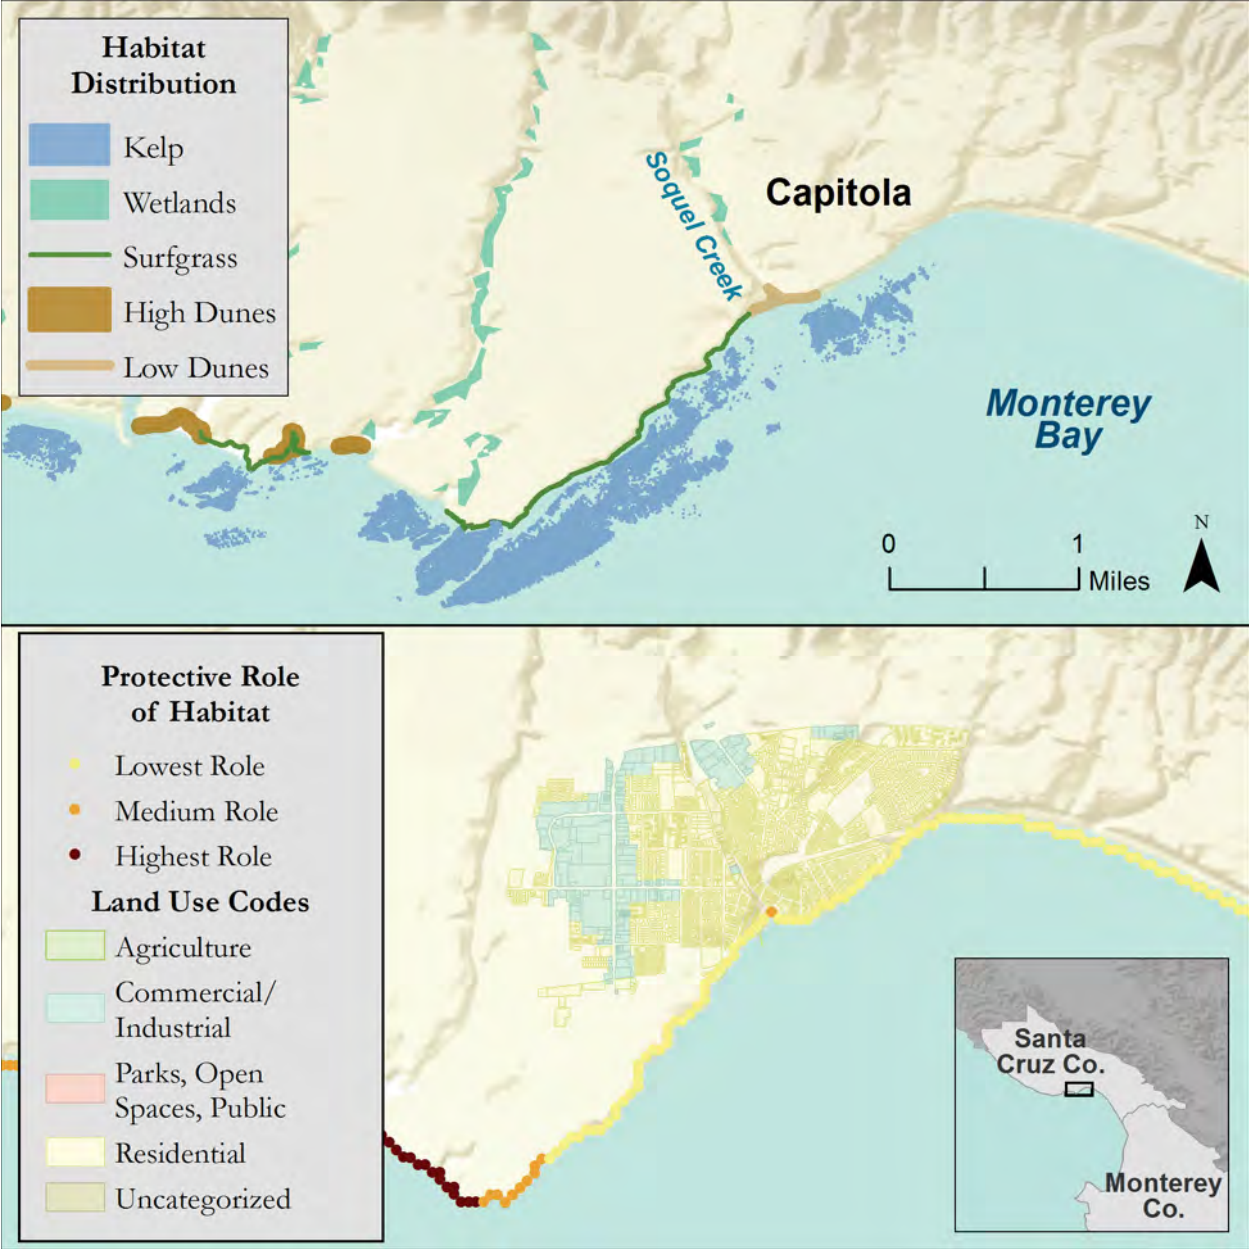 Habitat
Distribution
Kelp
Wetlands
Surfgrass
High Dunes
Low Dunes
Soquel Creek
Capitola
Monterey
Bay
N
0 1
Miles
Protective Role
of Habitat
Lowest Role
Medium Role
Highest Role
Land Use Codes
Agriculture
Commercial/
Industrial
Parks, Open
Spaces, Public
Residential
Uncategorized
Santa
Cruz Co.
Monterey
Co.